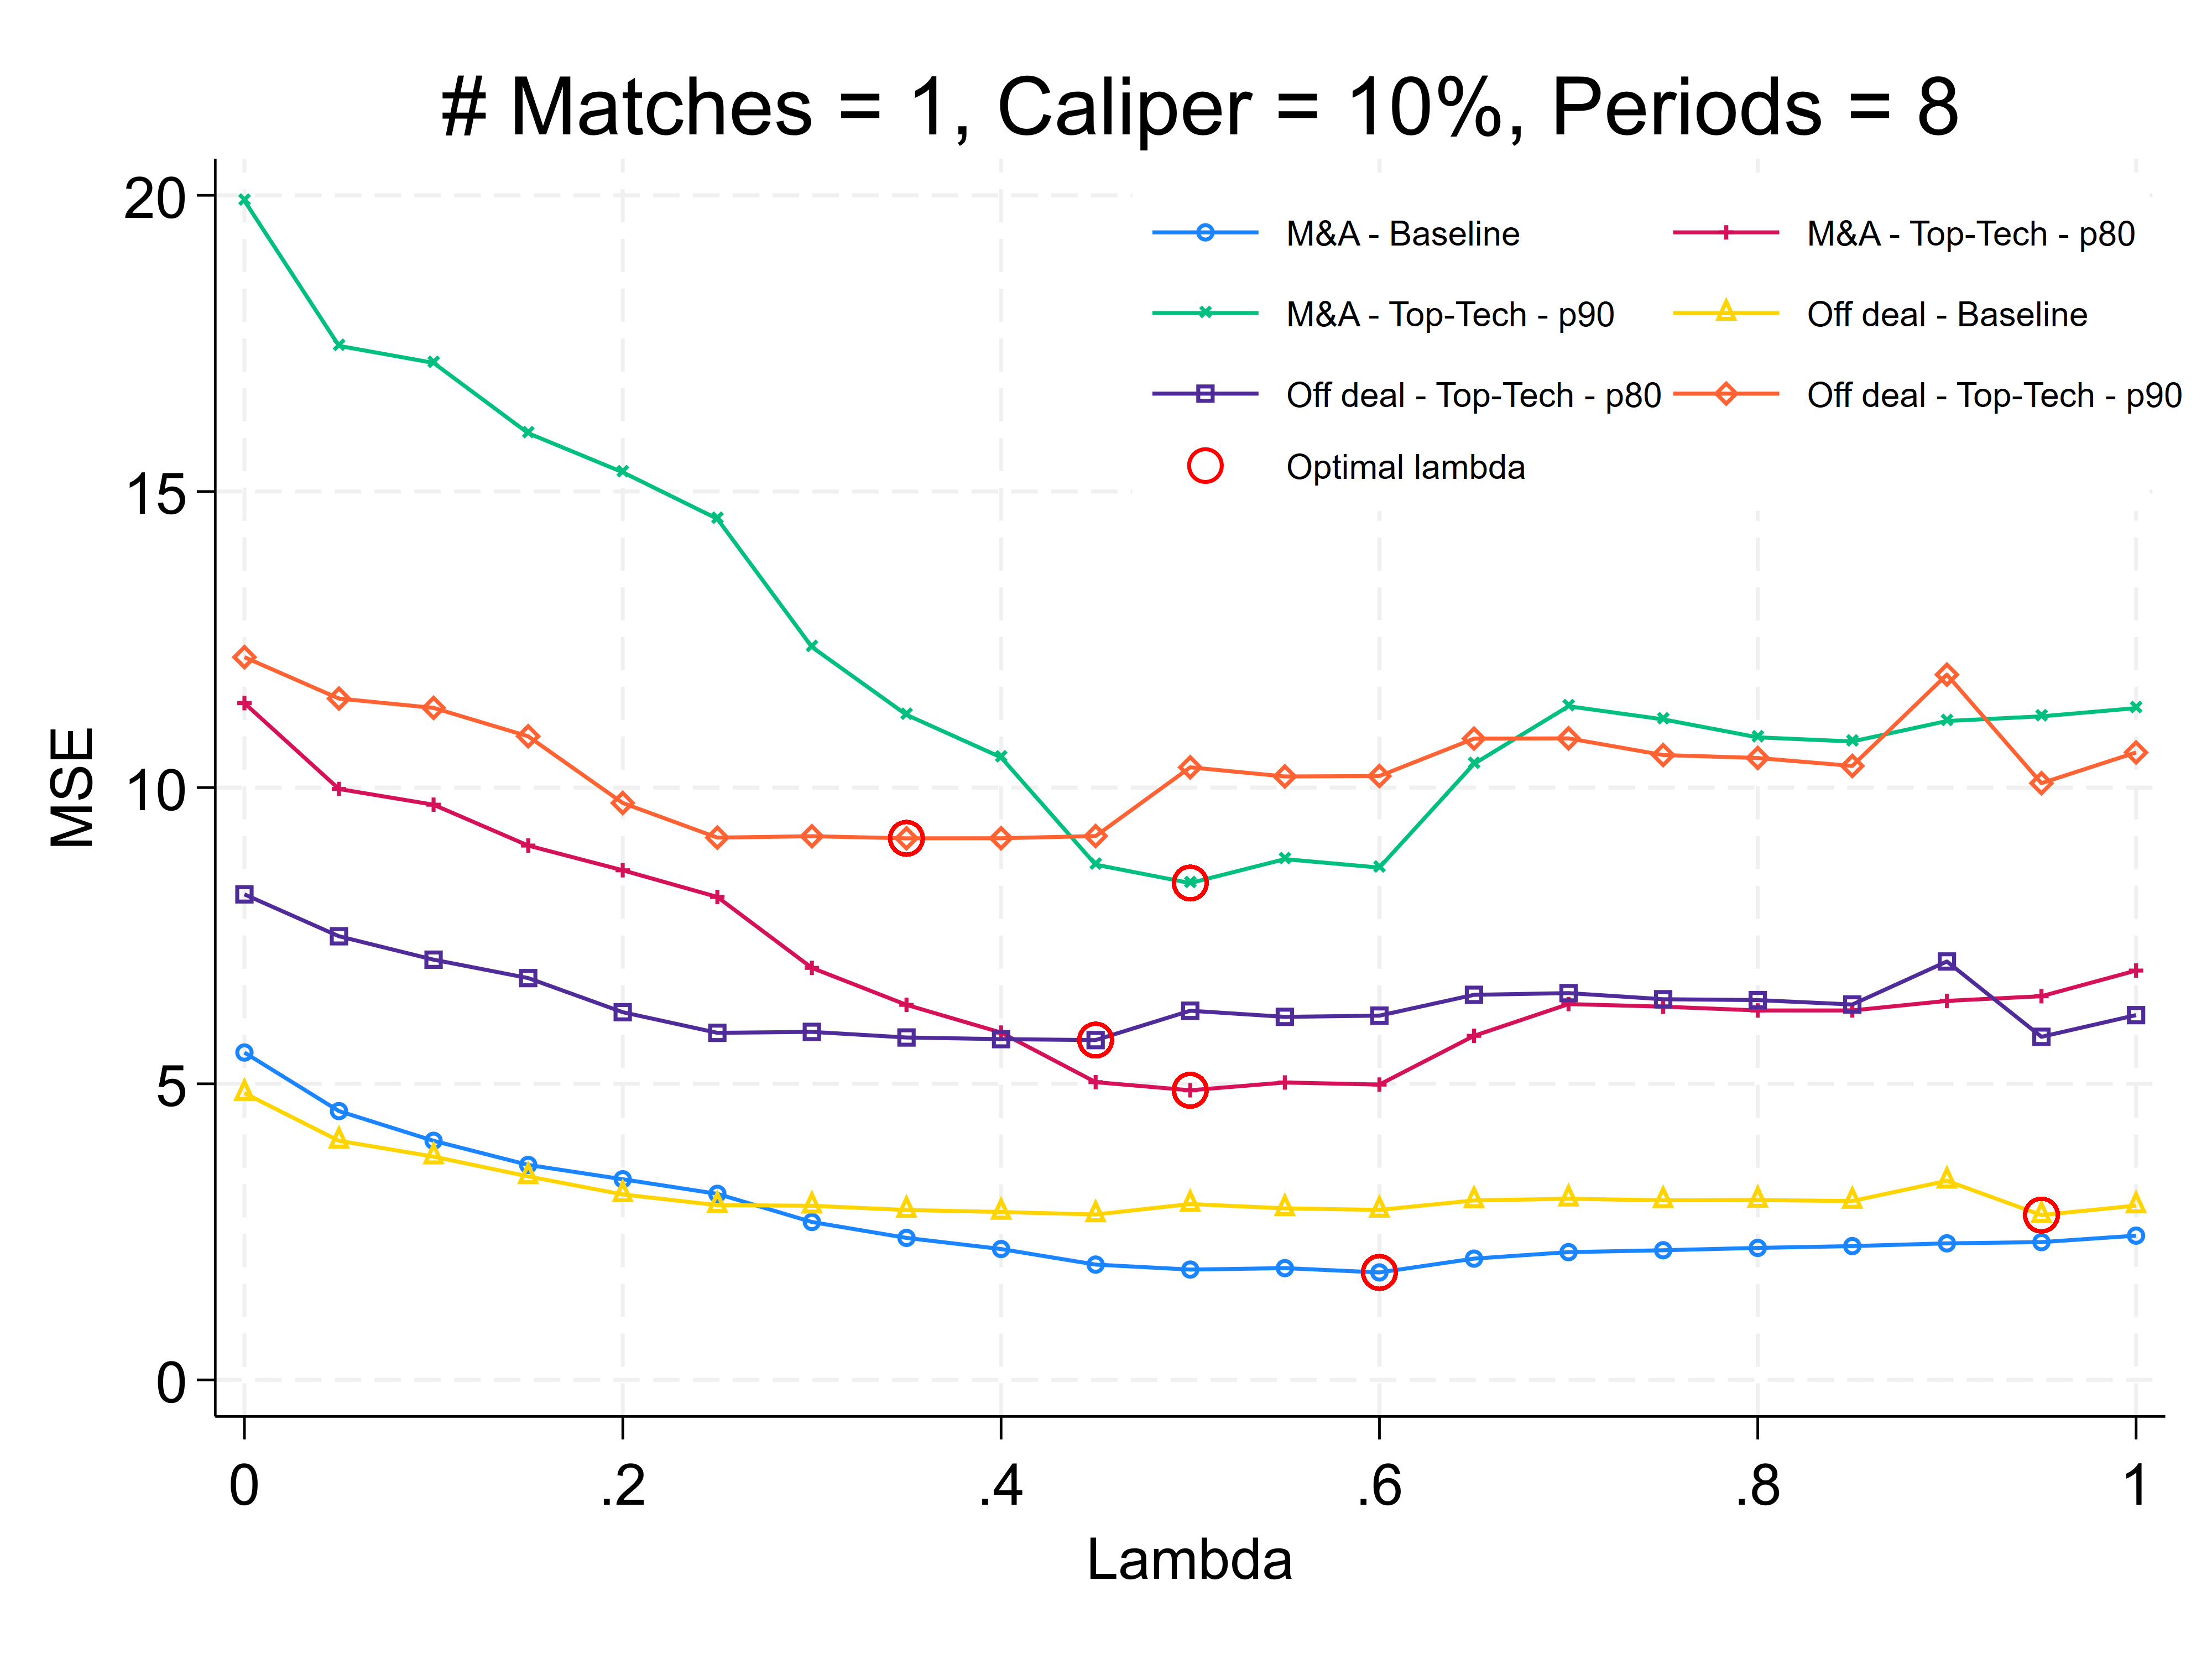 # Matches = 1, Caliper = 10%, Periods = 8
20
15
10
5
0
MSE
M&A - Baseline
M&A - Top-Tech - p80
M&A - Top-Tech - p90
Off deal - Baseline
Off deal - Top-Tech - p80
Off deal - Top-Tech - p90
Optimal lambda
0 .2 .4 .6 .8 1
Lambda